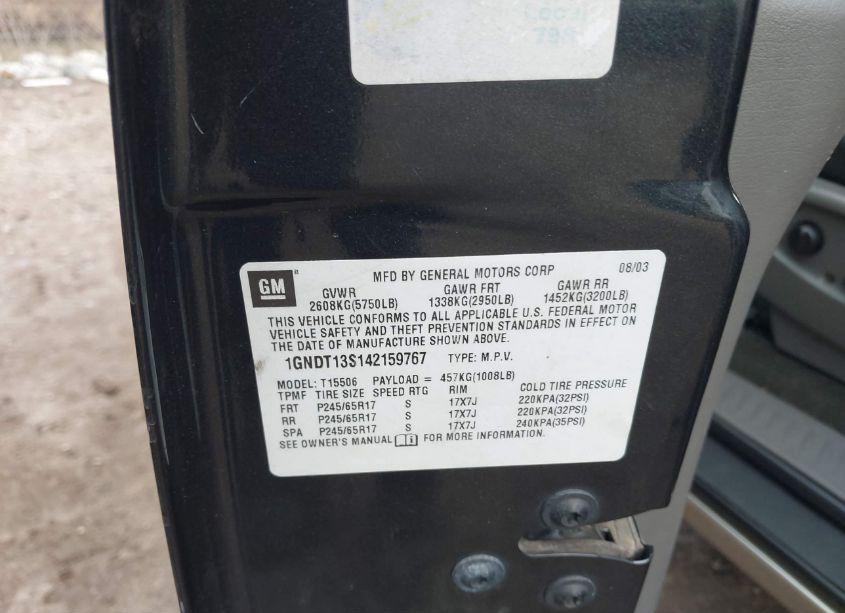 GM
MFD BY GENERAL MOTORS CORP 08/03
GVWR GAWR FRT GAWR RR
2608KG(5750LB) 1338KG(2950LB) 1452KG(3200LB)
THIS VEHICLE CONFORMS TO ALL APPLICABLE U.S. FEDERAL MOTOR
VEHICLE SAFETY AND THEFT PREVENTION STANDARDS IN EFFECT ON
THE DATE OF MANUFACTURE SHOWN ABOVE.
1GNDT13S142159767 TYPE: M.P.V.
MODEL: T15506 PAYLOAD = 457KG(1008LB)
TPMF TIRE SIZE SPEED RTG RIM COLD TIRE PRESSURE
FRT P245/65R17 S 17X7J 220KPA(32PSI)
RR P245/65R17 S 17X7J 220KPA(32PSI)
SPA P245/65R17 S 17X7J 240KPA(35PSI)
SEE OWNER'S MANUAL FOR MORE INFORMATION.